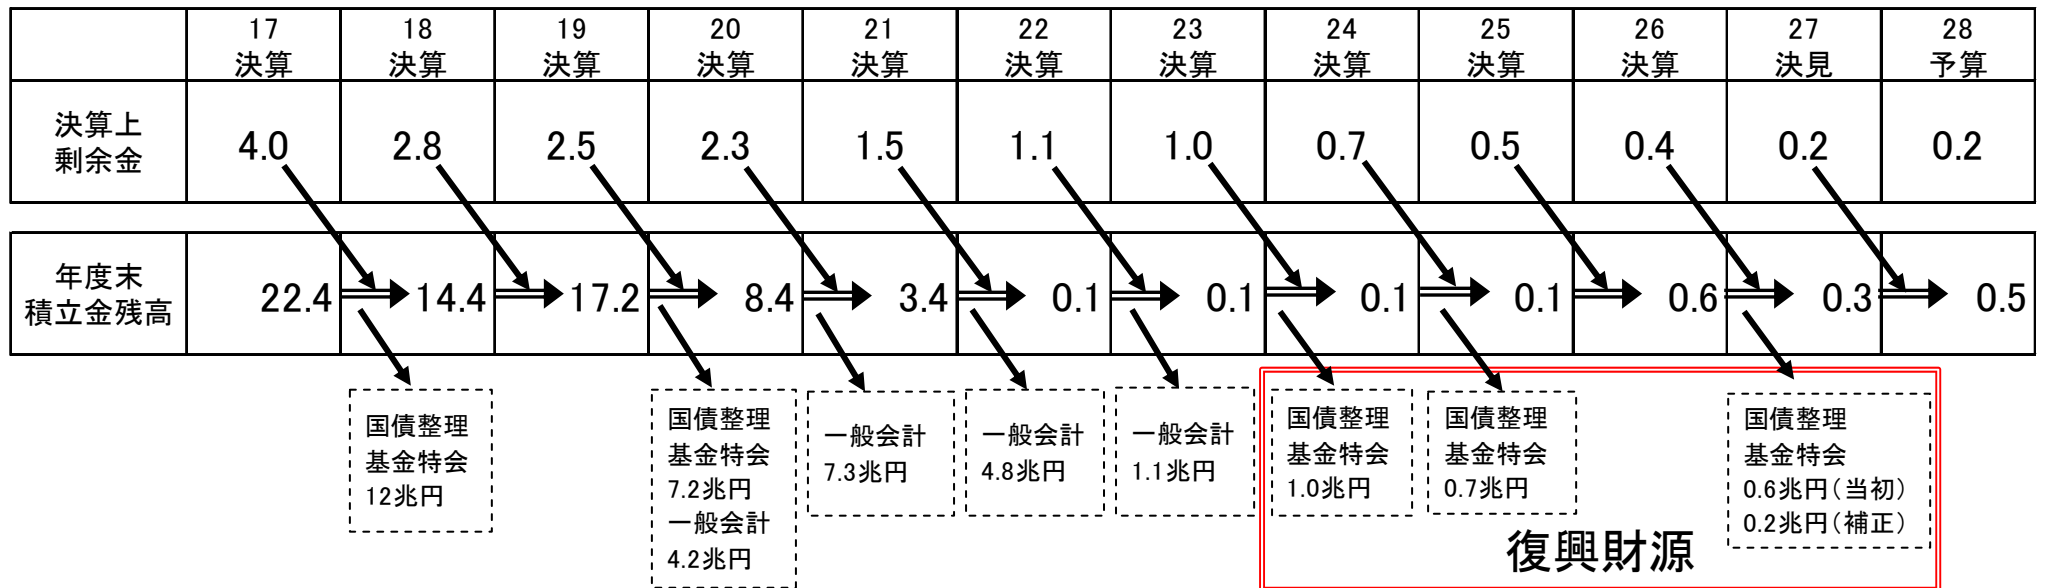 17 18 19 20 21 22 23 24 25 26 27 28
決算 決算 決算 決算 決算 決算 決算 決算 決算 決算 決見 予算
決算上
剰余金
4.0 2.8 2.5 2.3 1.5 1.1 1.0 0.7 0.5 0.4 0.2 0.2
年度末
積立金残高
22.4 14.4 17.2 8.4 3.4 0.1 0.1 0.1 0.1 0.6 0.3 0.5
国債整理
基金特会
12兆円
国債整理
基金特会
7.2兆円
一般会計
4.2兆円
一般会計
7.3兆円
一般会計
4.8兆円
一般会計
1.1兆円
国債整理
基金特会
1.0兆円
国債整理
基金特会
0.7兆円
国債整理
基金特会
0.6兆円(当初)
0.2兆円(補正)
復興財源